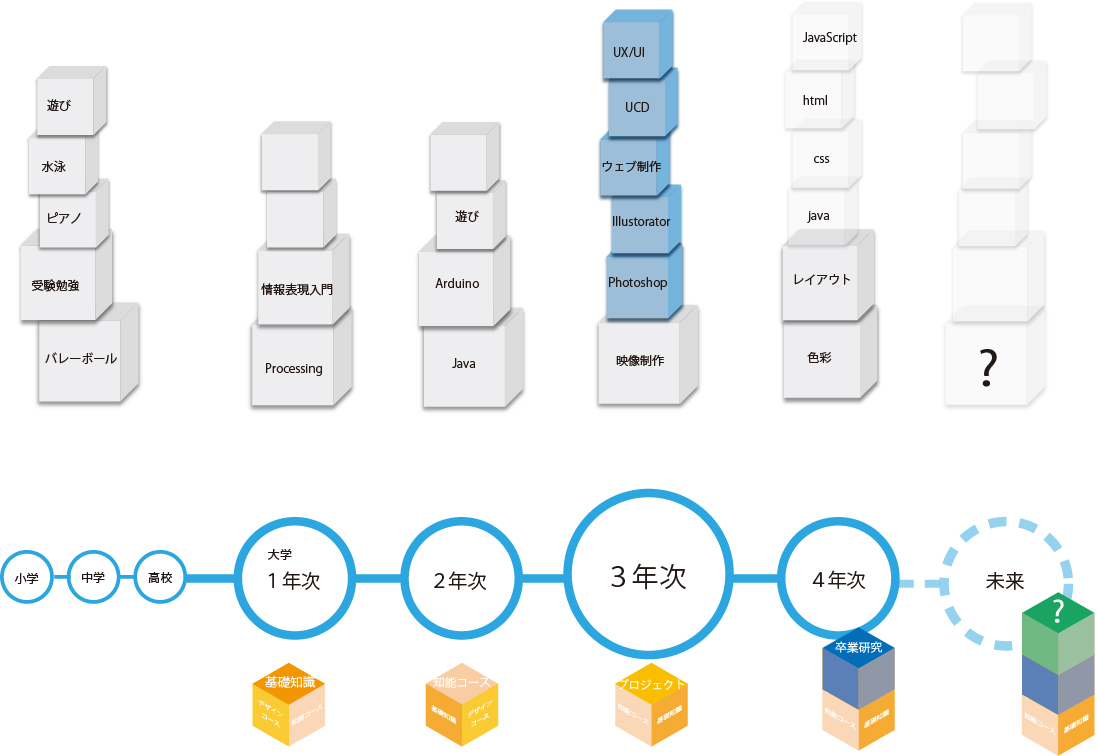 遊び
水泳
ピアノ
受験勉強
バレーボール
情報表現入門
Processing
遊び
Arduino
Java
UX/UI
UCD
ウェブ制作
Illustorator
Photoshop
映像制作
JavaScript
html
css
java
レイアウト
色彩
?
小学
中学
高校
大学
1年次
2年次
3年次
4年次
未来
基礎知識
デザイン
コース
知能コース
知能コース
基礎知識
デザイン
コース
プロジェクト
知能コース
基礎知識
卒業研究
知能コース
基礎知識
?
知能コース
基礎知識